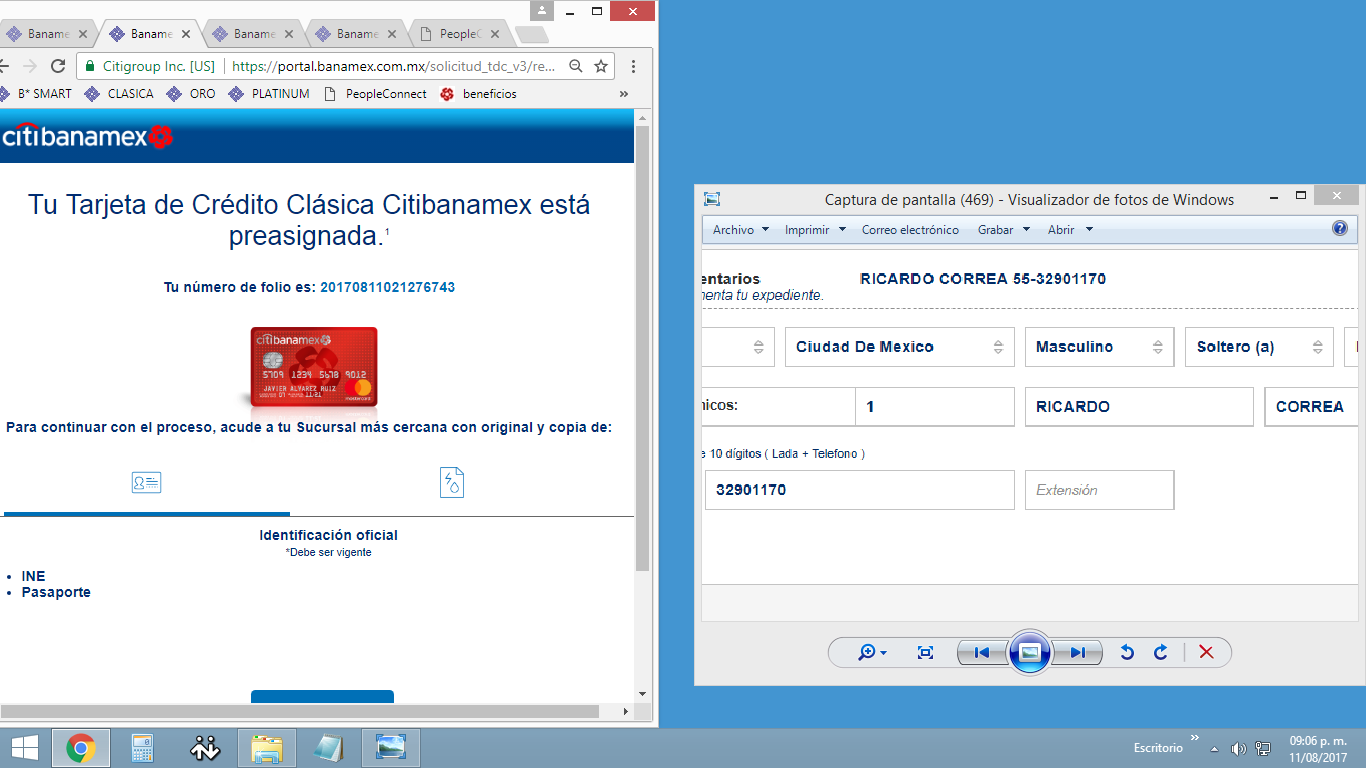 Baname
Baname
Baname
Baname
PeopleC
Citigroup Inc. [US]
https://portal.banamex.com.mx/solicitud_tdc_v3/re...
B* SMART
CLASICA
ORO
PLATINUM
PeopleConnect
beneficios
»
citibanamex
Tu Tarjeta de Crédito Clásica Citibanamex está
preasignada.1
Tu número de folio es: 20170811021276743
citibanamex
5709 1234 5678 9012
JAVIER ALVAREZ RUIZ
07 11/21
mastercard
Para continuar con el proceso, acude a tu Sucursal más cercana con original y copia de:
Identificación oficial
*Debe ser vigente
• INE
• Pasaporte
Captura de pantalla (469) - Visualizador de fotos de Windows
Archivo
Imprimir
Correo electrónico
Grabar
Abrir
?
entarios
RICARDO CORREA 55-32901170
nenta tu expediente.
Ciudad De Mexico
Masculino
Soltero (a)
nicos:
1
RICARDO
CORREA
e 10 dígitos ( Lada + Telefono )
32901170
Extensión
Escritorio
»
09:06 p. m.
11/08/2017